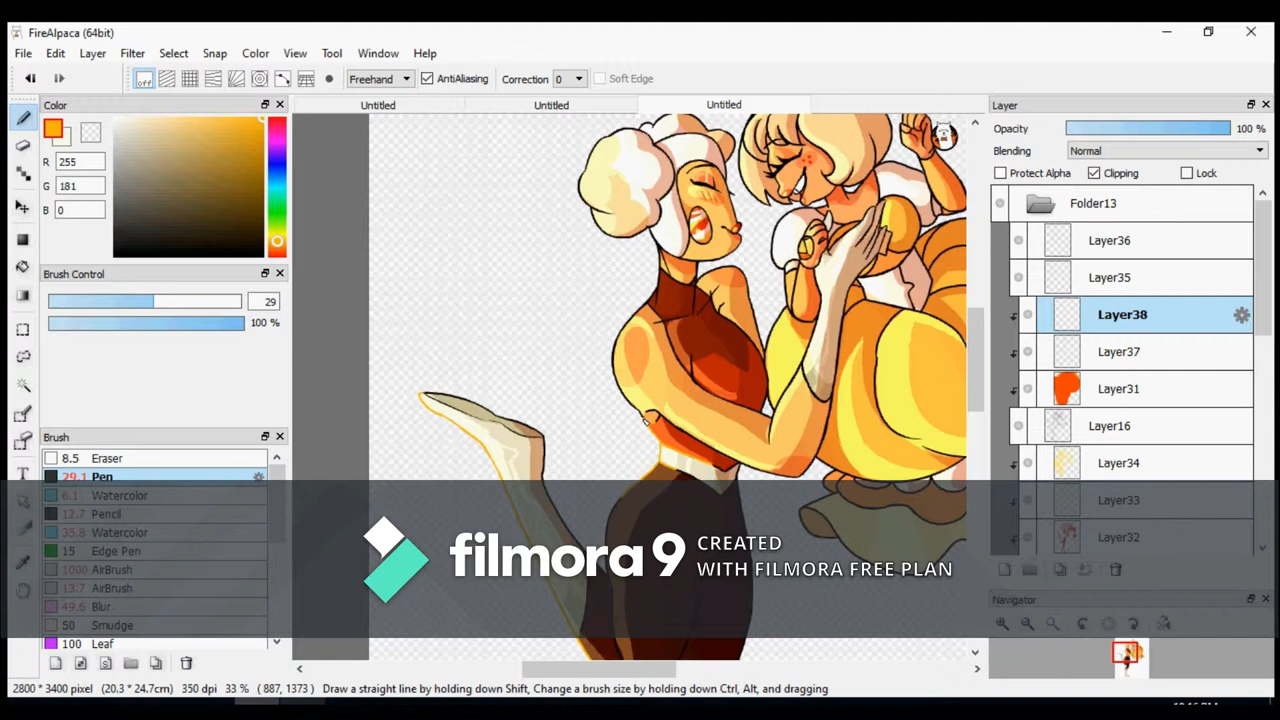 FireAlpaca (64bit)
File Edit Layer Filter Select Snap Color View Tool Window Help
off Freehand AntiAliasing Correction 0 Soft Edge
Color
R 255
G 181
B 0
Brush Control
29
100 %
Brush
8.5 Eraser
29.1 Pen
6.1 Watercolor
12.7 Pencil
35.8 Watercolor
15 Edge Pen
1000 AirBrush
13.7 AirBrush
49.6 Blur
50 Smudge
100 Leaf
Untitled Untitled Untitled
Layer
Opacity 100 %
Blending Normal
Protect Alpha Clipping Lock
Folder13
Layer36
Layer35
Layer38
Layer37
Layer31
Layer16
Layer34
Layer33
Layer32
Navigator
filmora 9 CREATED
WITH FILMORA FREE PLAN
2800 * 3400 pixel (20.3 * 24.7cm) 350 dpi 33 % ( 887, 1373) Draw a straight line by holding down Shift, Change a brush size by holding down Ctrl, Alt, and dragging